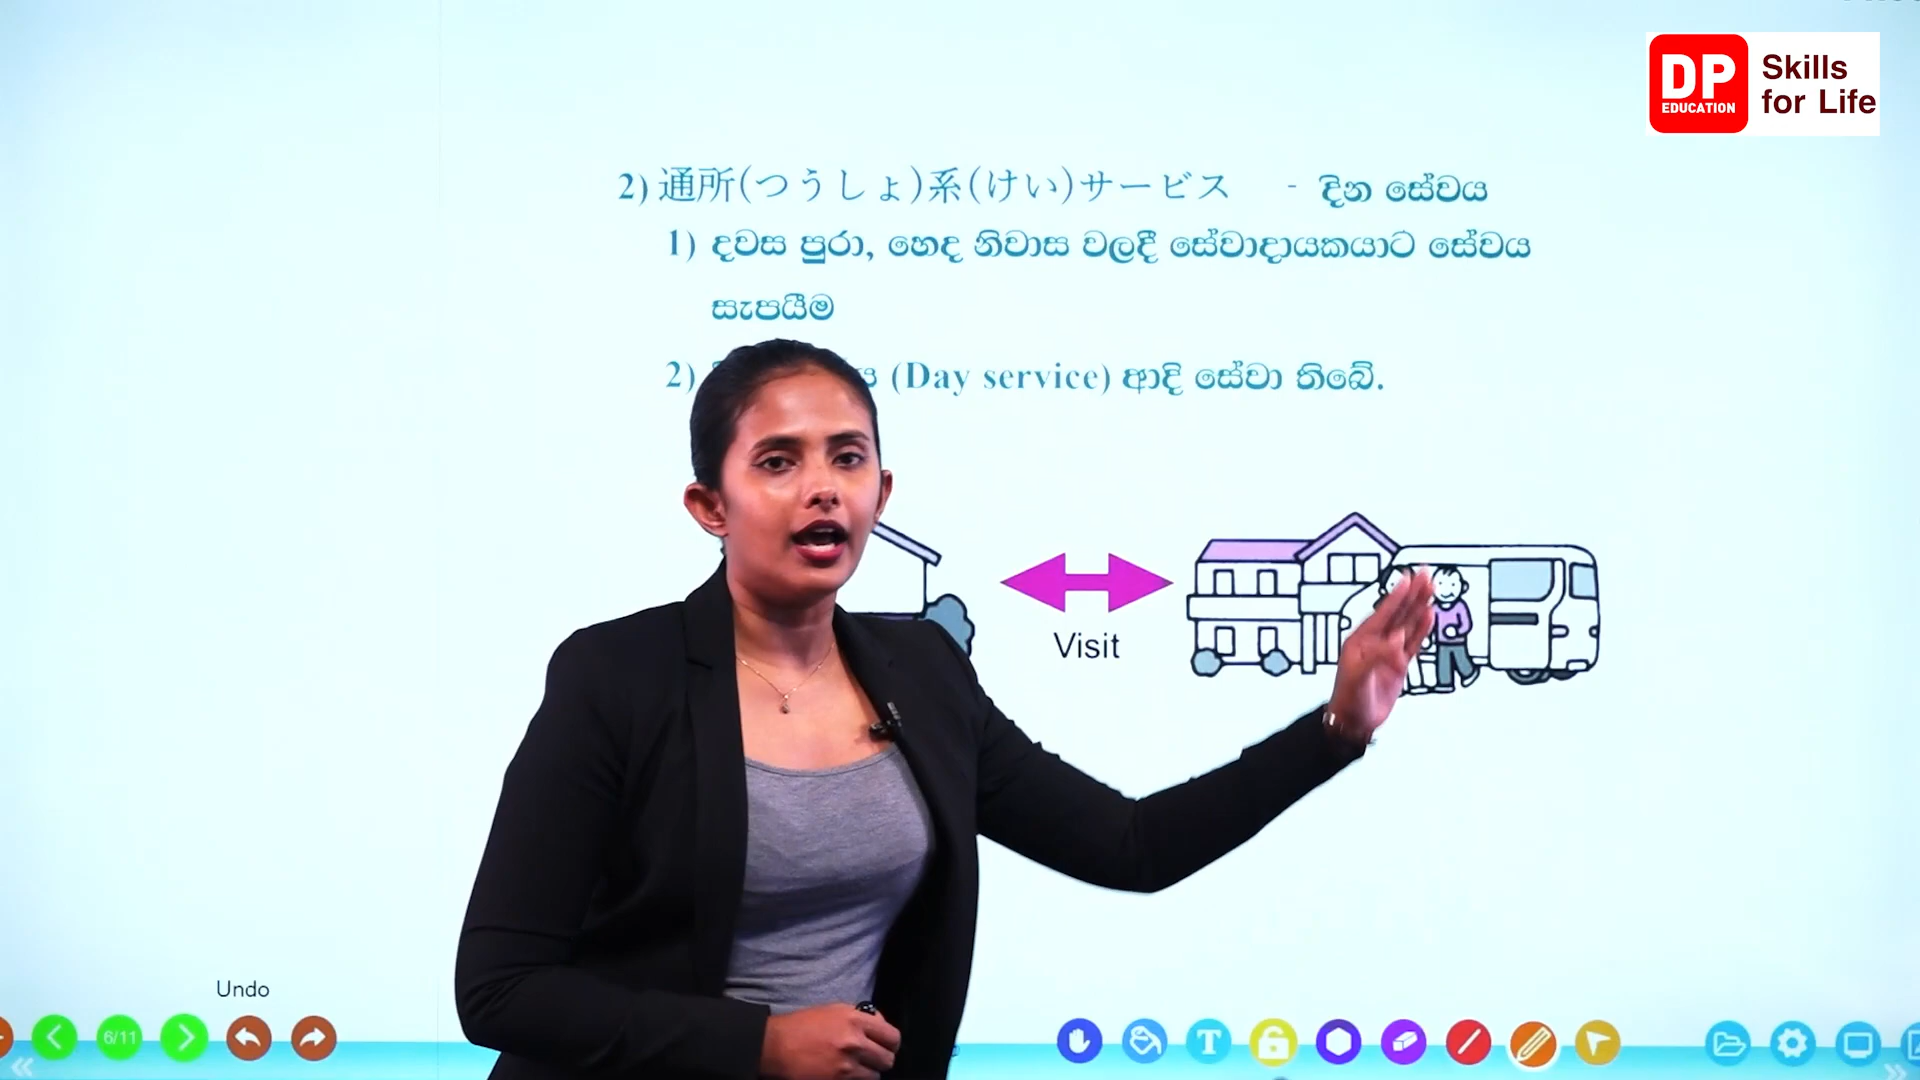 DP
EDUCATION
Skills
for Life
2) 通所(つうしょ)系(けい)サービス - දින සේවය
1) දවස පුරා, හෙද නිවාස වලදී සේවාදායකයාට සේවය
සැපයීම
2) (Day service) ආදි සේවා තිබේ.
Visit
Undo
6/11
T